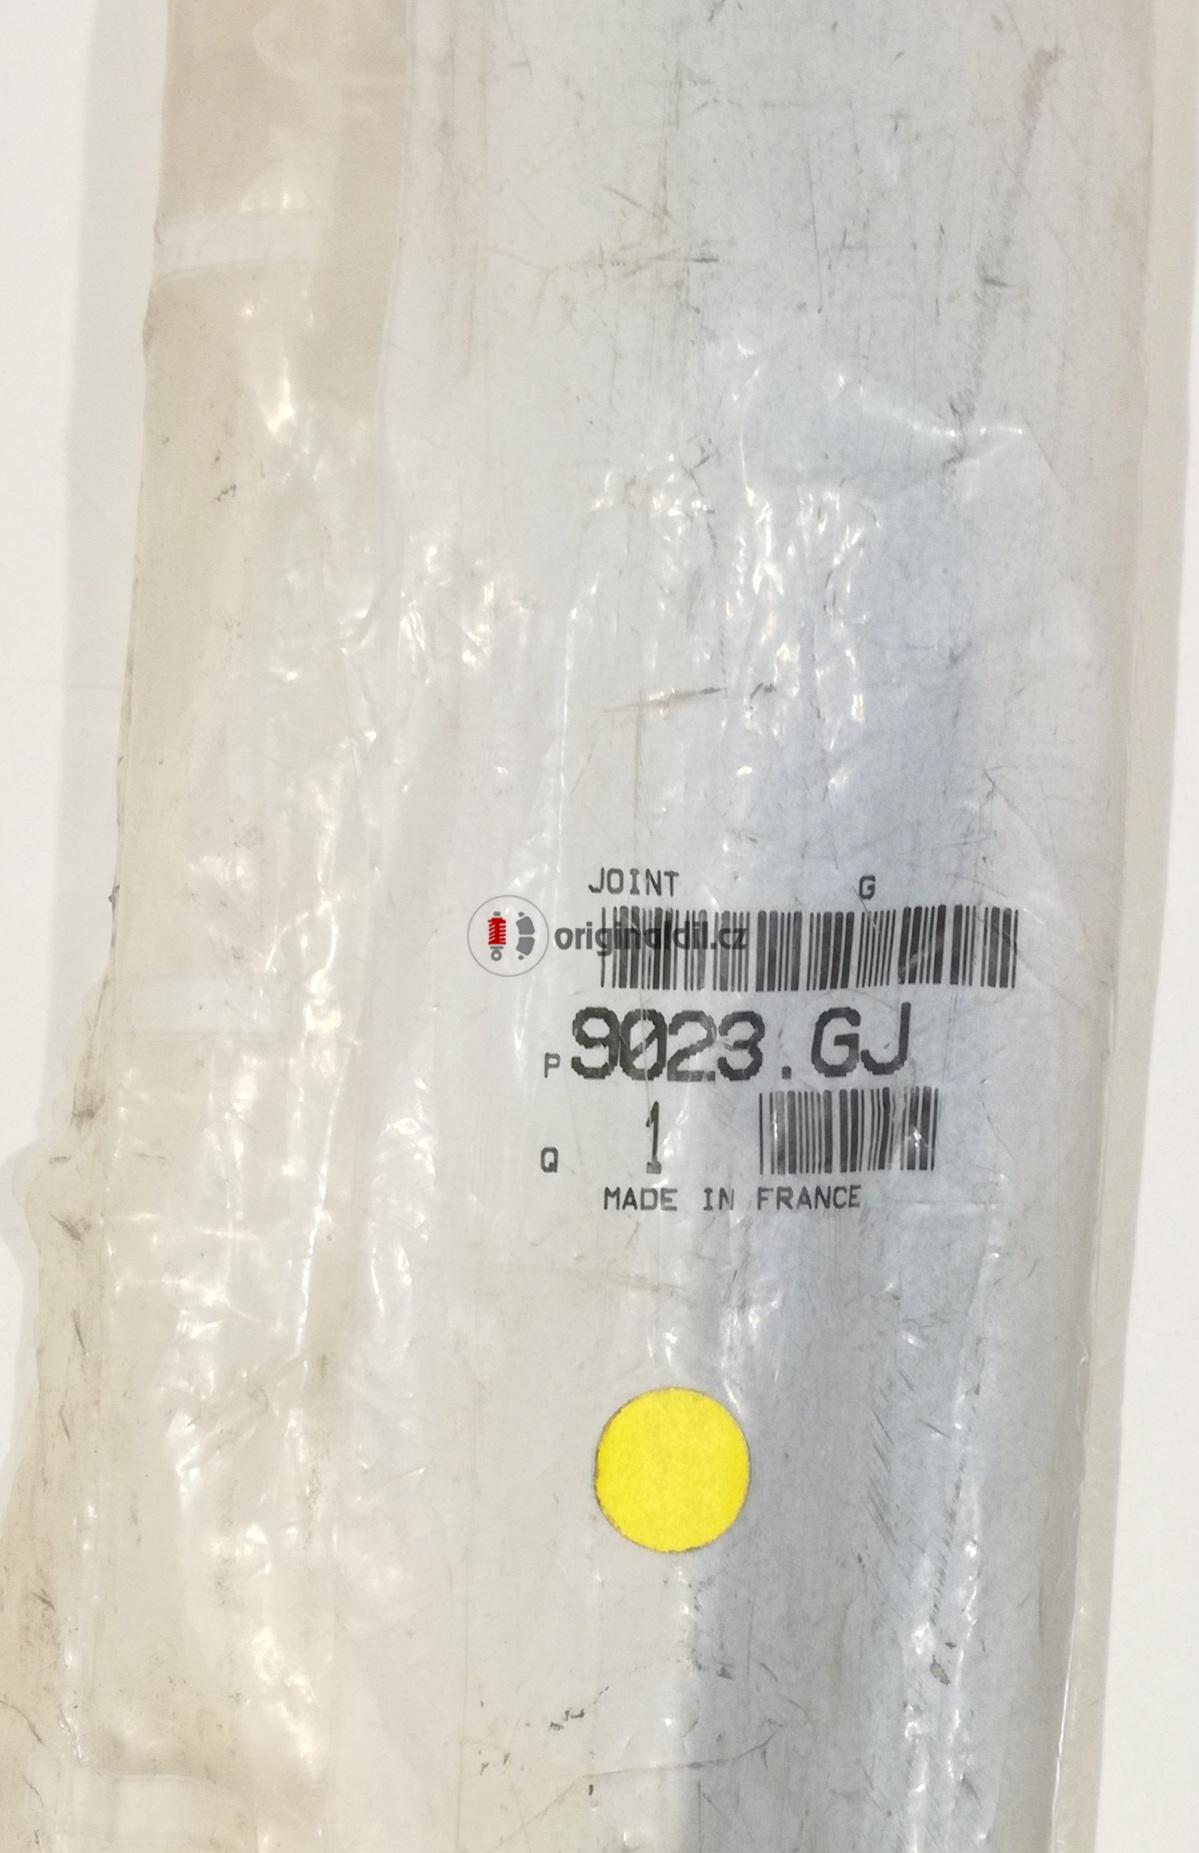 JOINT G
originaldil.cz
P 9023.GJ
Q 1
MADE IN FRANCE